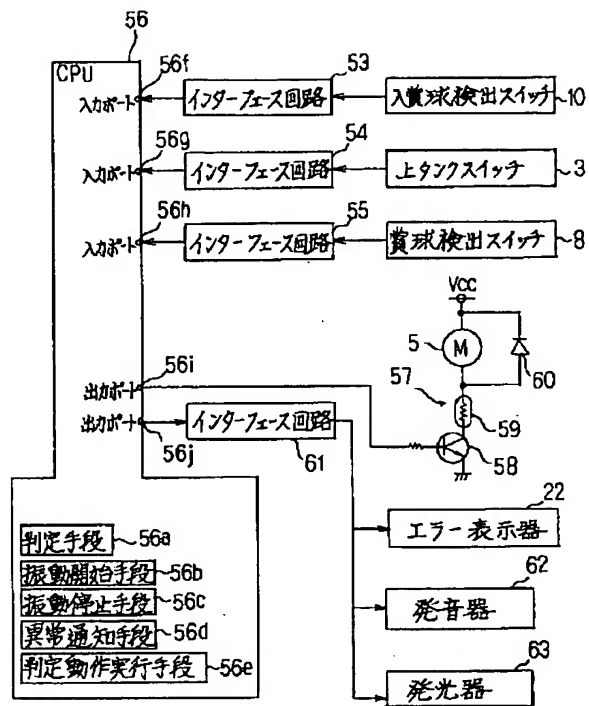 56
CPU
56f
入力ポート
53
インターフェース回路
入賞球検出スイッチ
10
56g
入力ポート
54
インターフェース回路
上タンクスイッチ
3
56h
入力ポート
55
インターフェース回路
賞球検出スイッチ
8
Vcc
5
M
60
57
59
58
56i
出力ポート
出力ポート
56j
インターフェース回路
61
22
エラー表示器
62
発音器
63
発光器
判定手段
56a
振動開始手段
56b
振動停止手段
56c
異常通知手段
56d
判定動作実行手段
56e